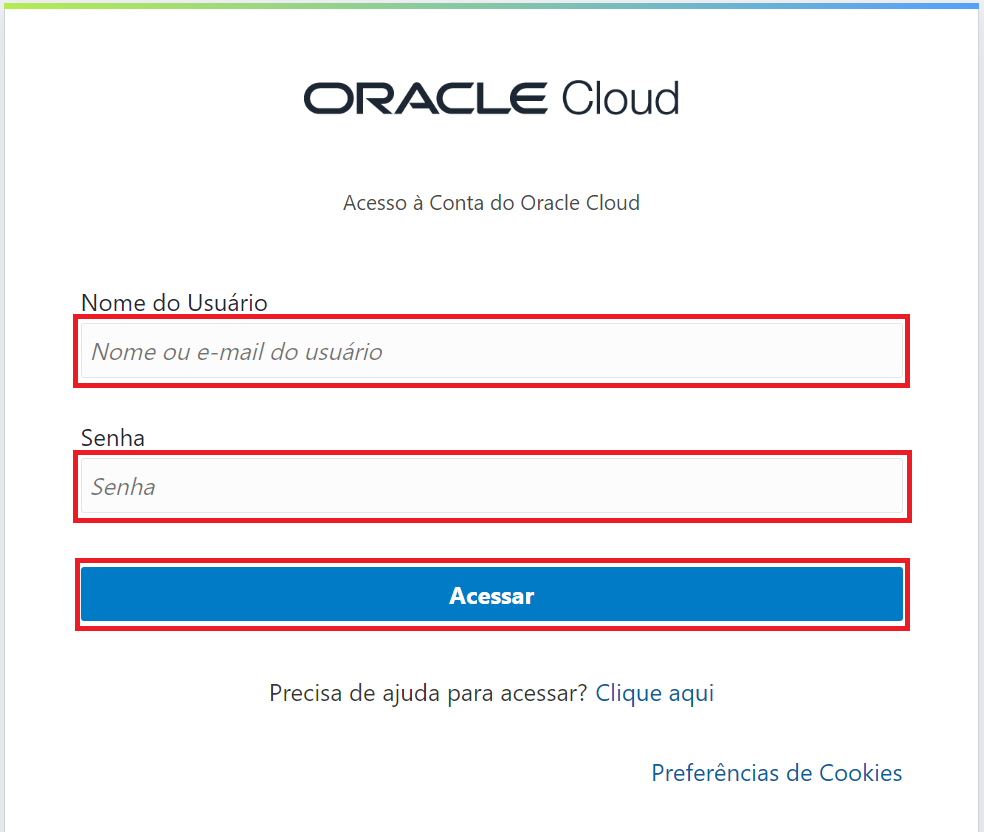 ORACLE Cloud
Acesso à Conta do Oracle Cloud
Nome do Usuário
Nome ou e-mail do usuário
Senha
Senha
Acessar
Precisa de ajuda para acessar? Clique aqui
Preferências de Cookies